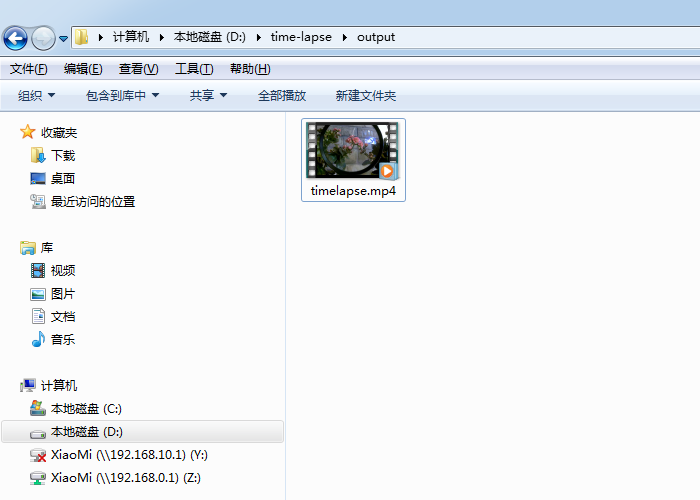 计算机 本地磁盘 (D:) time-lapse output
文件(F) 编辑(E) 查看(V) 工具(T) 帮助(H)
组织 包含到库中 共享 全部播放 新建文件夹
收藏夹
下载
桌面
最近访问的位置
库
视频
图片
文档
音乐
计算机
本地磁盘 (C:)
本地磁盘 (D:)
XiaoMi (\\192.168.10.1) (Y:)
XiaoMi (\\192.168.0.1) (Z:)
timelapse.mp4